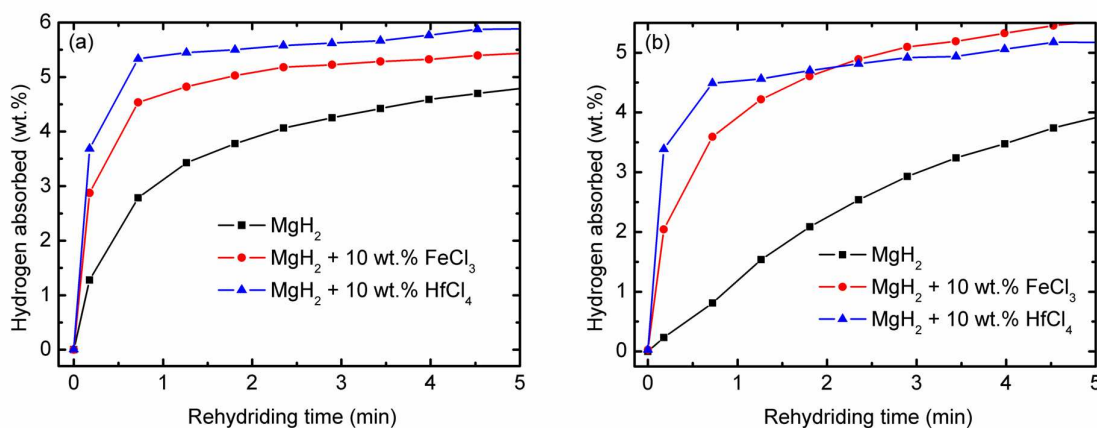 (a)
Hydrogen absorbed (wt.%)
6
5
4
3
2
1
0
MgH₂
MgH₂ + 10 wt.% FeCl₃
MgH₂ + 10 wt.% HfCl₄
0 1 2 3 4 5
Rehydriding time (min)
(b)
Hydrogen absorbed (wt.%)
5
4
3
2
1
0
MgH₂
MgH₂ + 10 wt.% FeCl₃
MgH₂ + 10 wt.% HfCl₄
0 1 2 3 4 5
Rehydriding time (min)